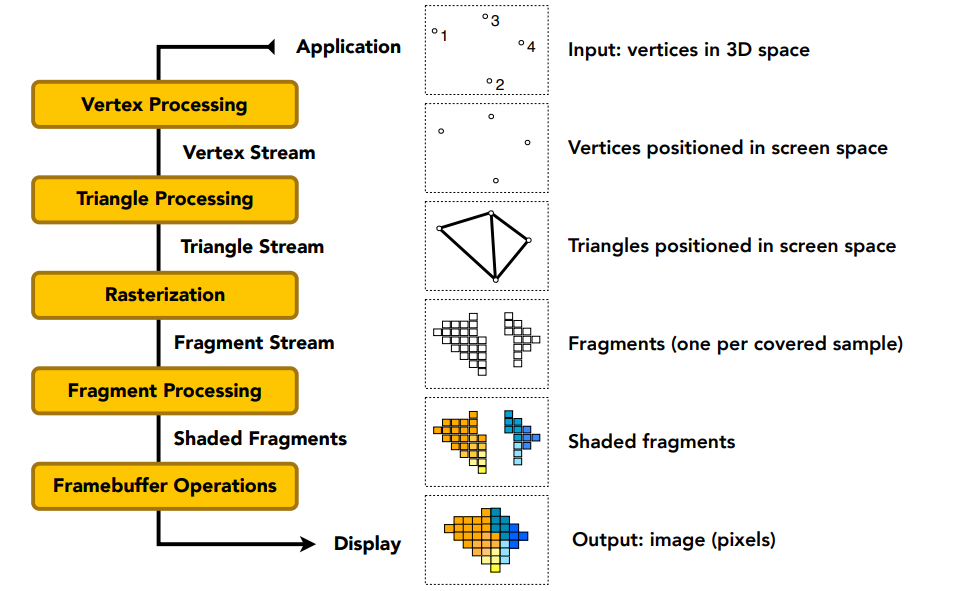 Application
1
3
4
2
Input: vertices in 3D space
Vertex Processing
Vertex Stream
Vertices positioned in screen space
Triangle Processing
Triangle Stream
Triangles positioned in screen space
Rasterization
Fragment Stream
Fragments (one per covered sample)
Fragment Processing
Shaded Fragments
Shaded fragments
Framebuffer Operations
Display
Output: image (pixels)